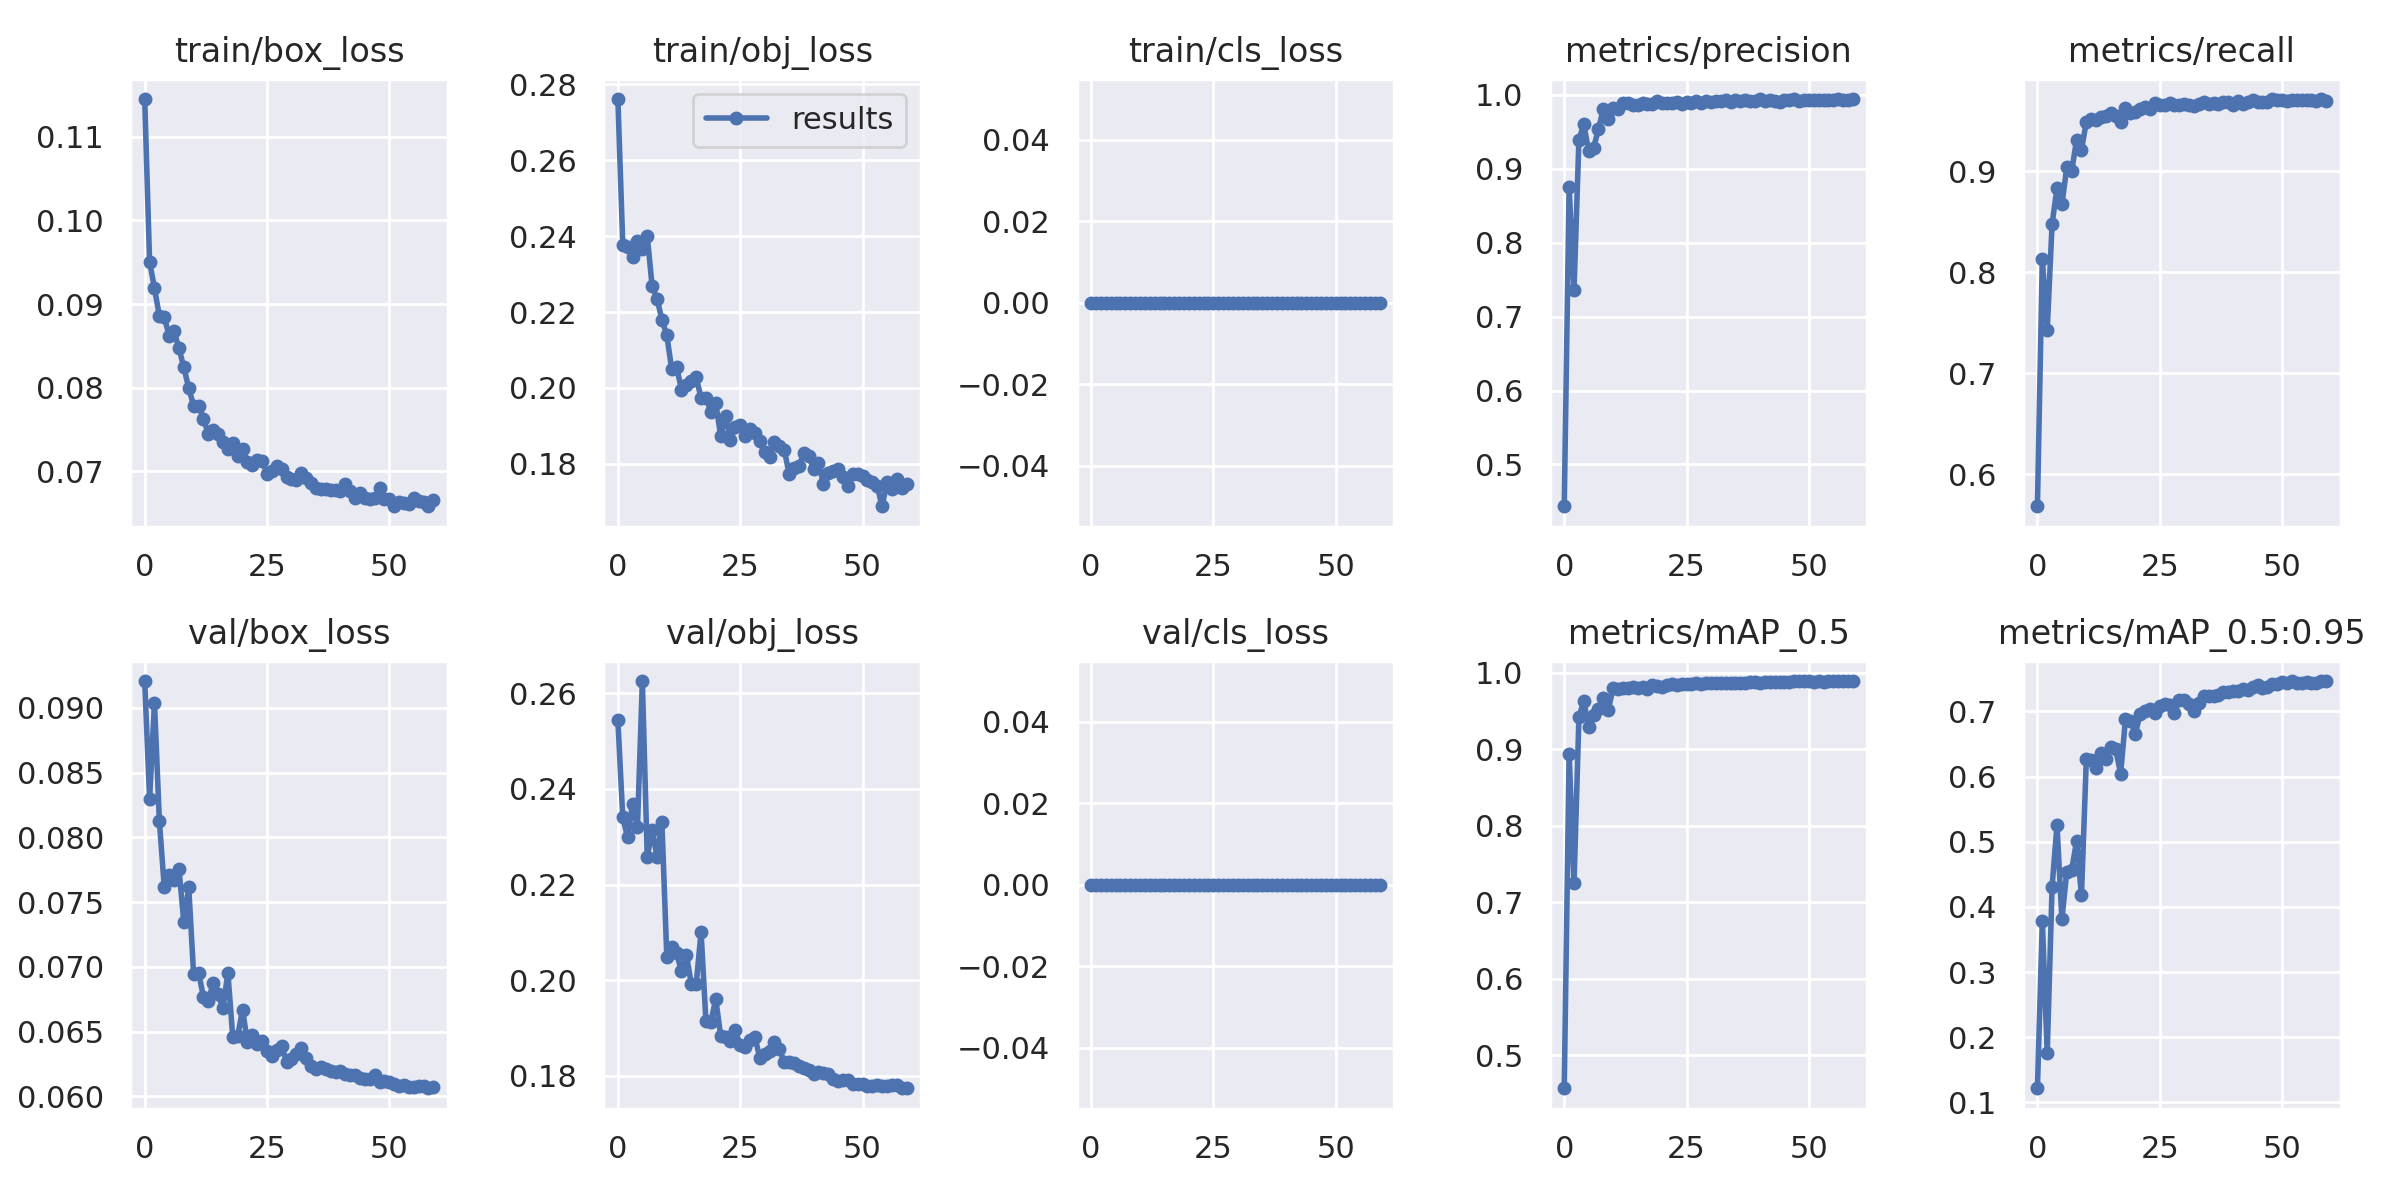 train/box_loss
0.11
0.10
0.09
0.08
0.07
0 25 50
train/obj_loss
results
0.28
0.26
0.24
0.22
0.20
0.18
0 25 50
train/cls_loss
0.04
0.02
0.00
−0.02
−0.04
0 25 50
metrics/precision
1.0
0.9
0.8
0.7
0.6
0.5
0 25 50
metrics/recall
0.9
0.8
0.7
0.6
0 25 50
val/box_loss
0.090
0.085
0.080
0.075
0.070
0.065
0.060
0 25 50
val/obj_loss
0.26
0.24
0.22
0.20
0.18
0 25 50
val/cls_loss
0.04
0.02
0.00
−0.02
−0.04
0 25 50
metrics/mAP_0.5
1.0
0.9
0.8
0.7
0.6
0.5
0 25 50
metrics/mAP_0.5:0.95
0.7
0.6
0.5
0.4
0.3
0.2
0.1
0 25 50